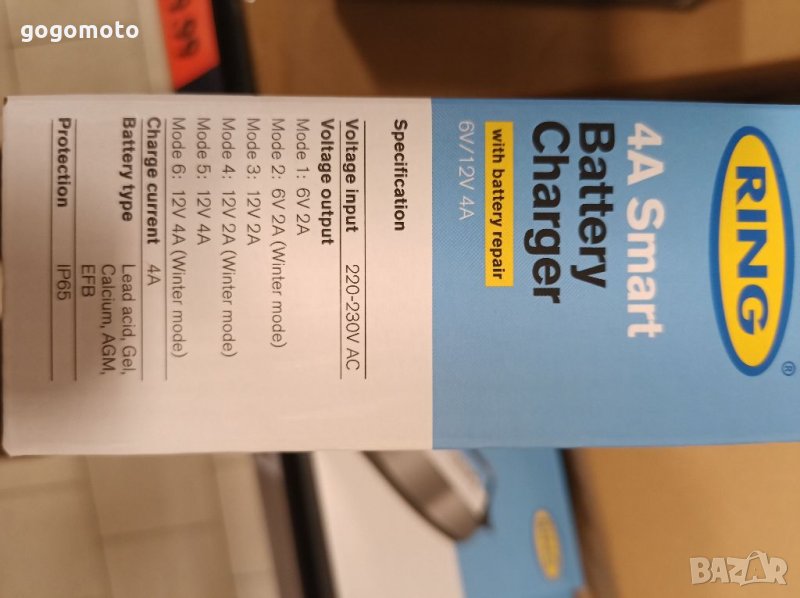 gogomoto
9.99
RING
®
4A Smart
Battery
Charger
with battery repair
6V/12V 4A
Specification
Voltage input 220-230V AC
Voltage output
Mode 1: 6V 2A
Mode 2: 6V 2A (Winter mode)
Mode 3: 12V 2A
Mode 4: 12V 2A (Winter mode)
Mode 5: 12V 4A
Mode 6: 12V 4A (Winter mode)
Charge current 4A
Battery type Lead acid, Gel,
Calcium, AGM,
EFB
Protection IP65
BAZAR